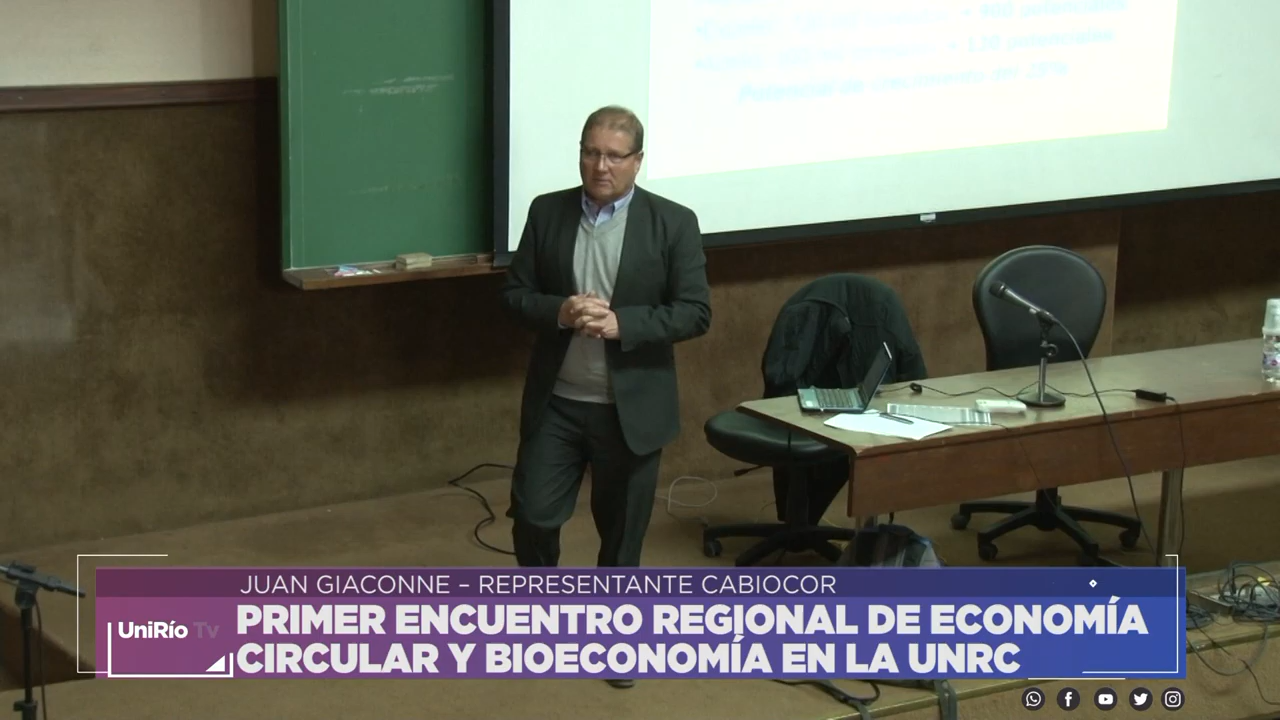 JUAN GIACONNE – REPRESENTANTE CABIOCOR
UniRío Tv
PRIMER ENCUENTRO REGIONAL DE ECONOMÍA
CIRCULAR Y BIOECONOMÍA EN LA UNRC